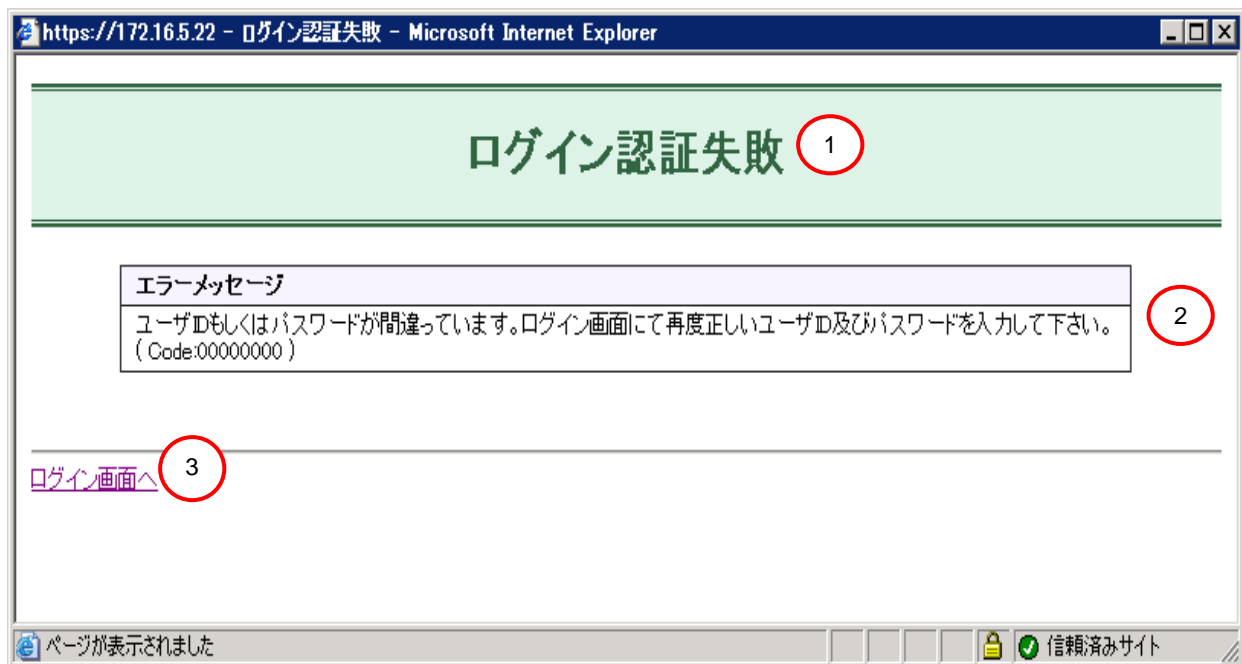 https://172.16.5.22 - ログイン認証失敗 - Microsoft Internet Explorer
ログイン認証失敗 1
エラーメッセージ
ユーザIDもしくはパスワードが間違っています。ログイン画面にて再度正しいユーザID及びパスワードを入力して下さい。
( Code:00000000 )
2
ログイン画面へ 3
ページが表示されました 信頼済みサイト